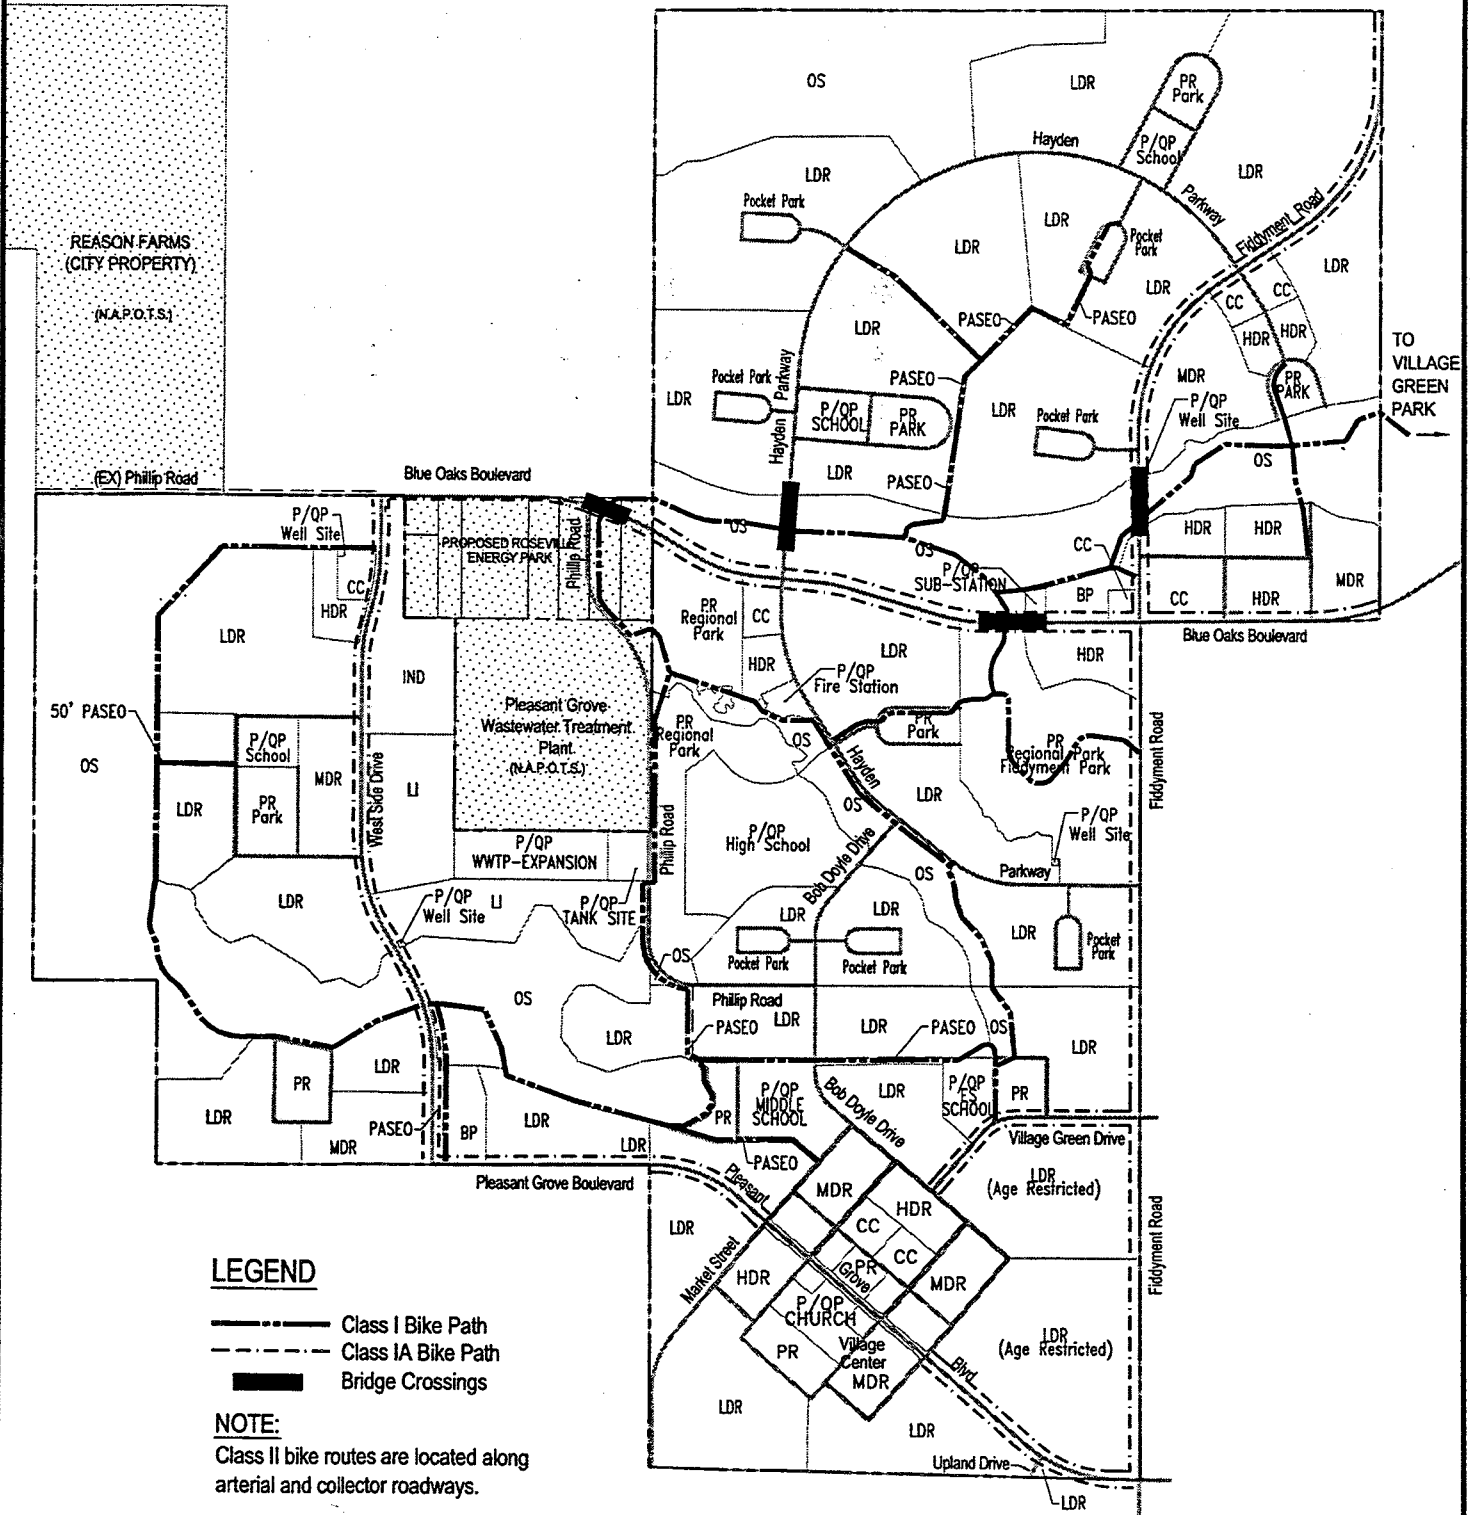 OS
LDR
PR
Park
P/QP
School
Hayden
LDR
LDR
Parkway
Pocket Park
LDR
LDR
Pocket
Park
Fiddyment Road
LDR
LDR
REASON FARMS
(CITY PROPERTY)
(N.A.P.O.T.S.)
CC
CC
HDR
HDR
PASEO
PASEO
LDR
TO
VILLAGE
GREEN
PARK
Hayden Parkway
Pocket Park
LDR
PASEO
P/QP
SCHOOL
PR
PARK
LDR
Pocket Park
MDR
PR
PARK
P/QP
Well Site
OS
LDR
PASEO
(EX) Phillip Road
Blue Oaks Boulevard
P/QP
Well Site
PROPOSED ROSEVILLE
ENERGY PARK
Phillip Road
OS
OS
P/QP
SUB-STATION
CC
HDR
HDR
BP
CC
HDR
MDR
Blue Oaks Boulevard
CC
HDR
LDR
IND
PR
Regional
Park
CC
HDR
LDR
P/QP
Fire Station
HDR
50' PASEO
OS
P/QP
School
PR
Park
MDR
LDR
West Side Drive
LI
Pleasant Grove
Wastewater Treatment
Plant
(N.A.P.O.T.S.)
PR
Regional
Park
OS
Hayden
PR
Park
PR
Regional Park
Fiddyment Park
Fiddyment Road
OS
LDR
P/QP
Well Site
P/QP
WWTP-EXPANSION
Phillip Road
P/QP
High School
Bob Doyle Drive
OS
Parkway
LDR
P/QP
Well Site
LI
P/QP
TANK SITE
LDR
LDR
LDR
Pocket
Park
OS
Pocket Park
Pocket Park
OS
Phillip Road
LDR
PASEO
LDR
LDR
PASEO
OS
LDR
PR
LDR
LDR
MDR
PASEO
BP
LDR
LDR
PR
P/QP
MIDDLE
SCHOOL
Bob Doyle Drive
LDR
P/QP
ES
SCHOOL
PR
Village Green Drive
PASEO
Pleasant Grove Boulevard
Pleasant
LDR
(Age Restricted)
MDR
HDR
CC
CC
PR
Grove
MDR
LDR
Market Street
HDR
P/QP
CHURCH
PR
Village
Center
MDR
Blvd
LDR
(Age Restricted)
Fiddyment Road
LDR
LDR
Upland Drive
LDR
LEGEND
Class I Bike Path
Class IA Bike Path
Bridge Crossings
NOTE:
Class II bike routes are located along
arterial and collector roadways.